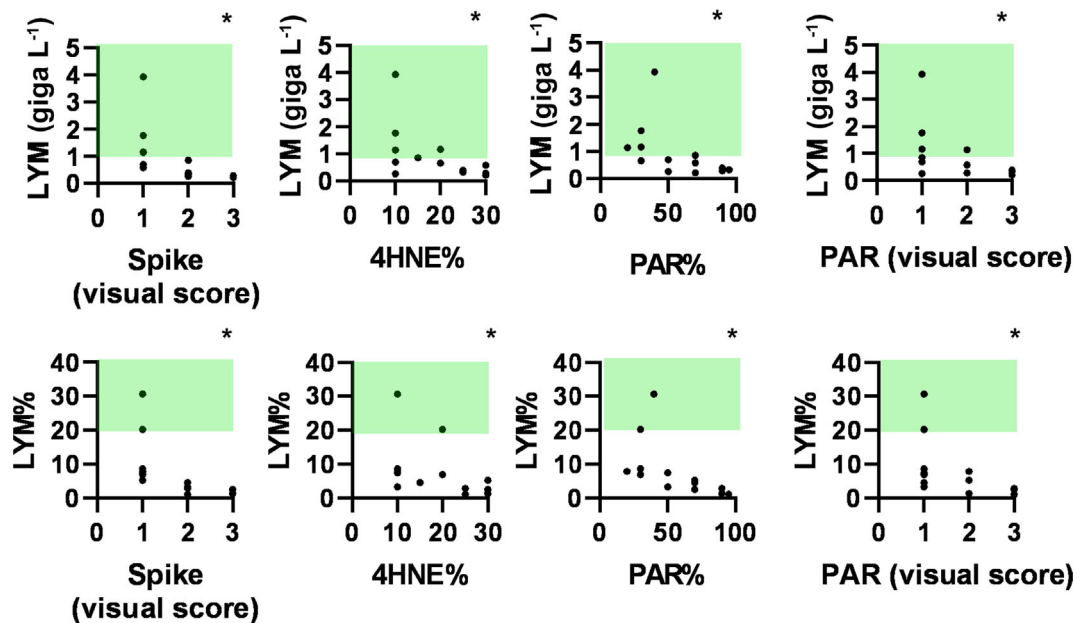 * * * *
LYM (giga L⁻¹) 5 4 3 2 1 0 0 1 2 3 Spike
(visual score)
LYM (giga L⁻¹) 5 4 3 2 1 0 0 10 20 30 4HNE%
LYM (giga L⁻¹) 5 4 3 2 1 0 0 50 100 PAR%
LYM (giga L⁻¹) 5 4 3 2 1 0 0 1 2 3 PAR (visual score)
* * * *
LYM% 40 30 20 10 0 0 1 2 3 Spike
(visual score)
LYM% 40 30 20 10 0 0 10 20 30 4HNE%
LYM% 40 30 20 10 0 0 50 100 PAR%
LYM% 40 30 20 10 0 0 1 2 3 PAR (visual score)